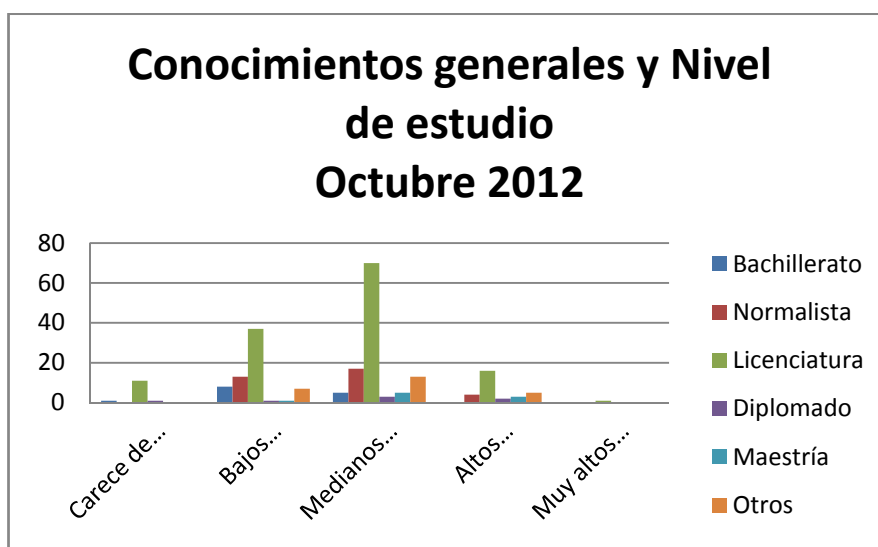 Conocimientos generales y Nivel
de estudio
Octubre 2012
80
60
40
20
0
Carece de...
Bajos...
Medianos...
Altos...
Muy altos...
Bachillerato
Normalista
Licenciatura
Diplomado
Maestría
Otros